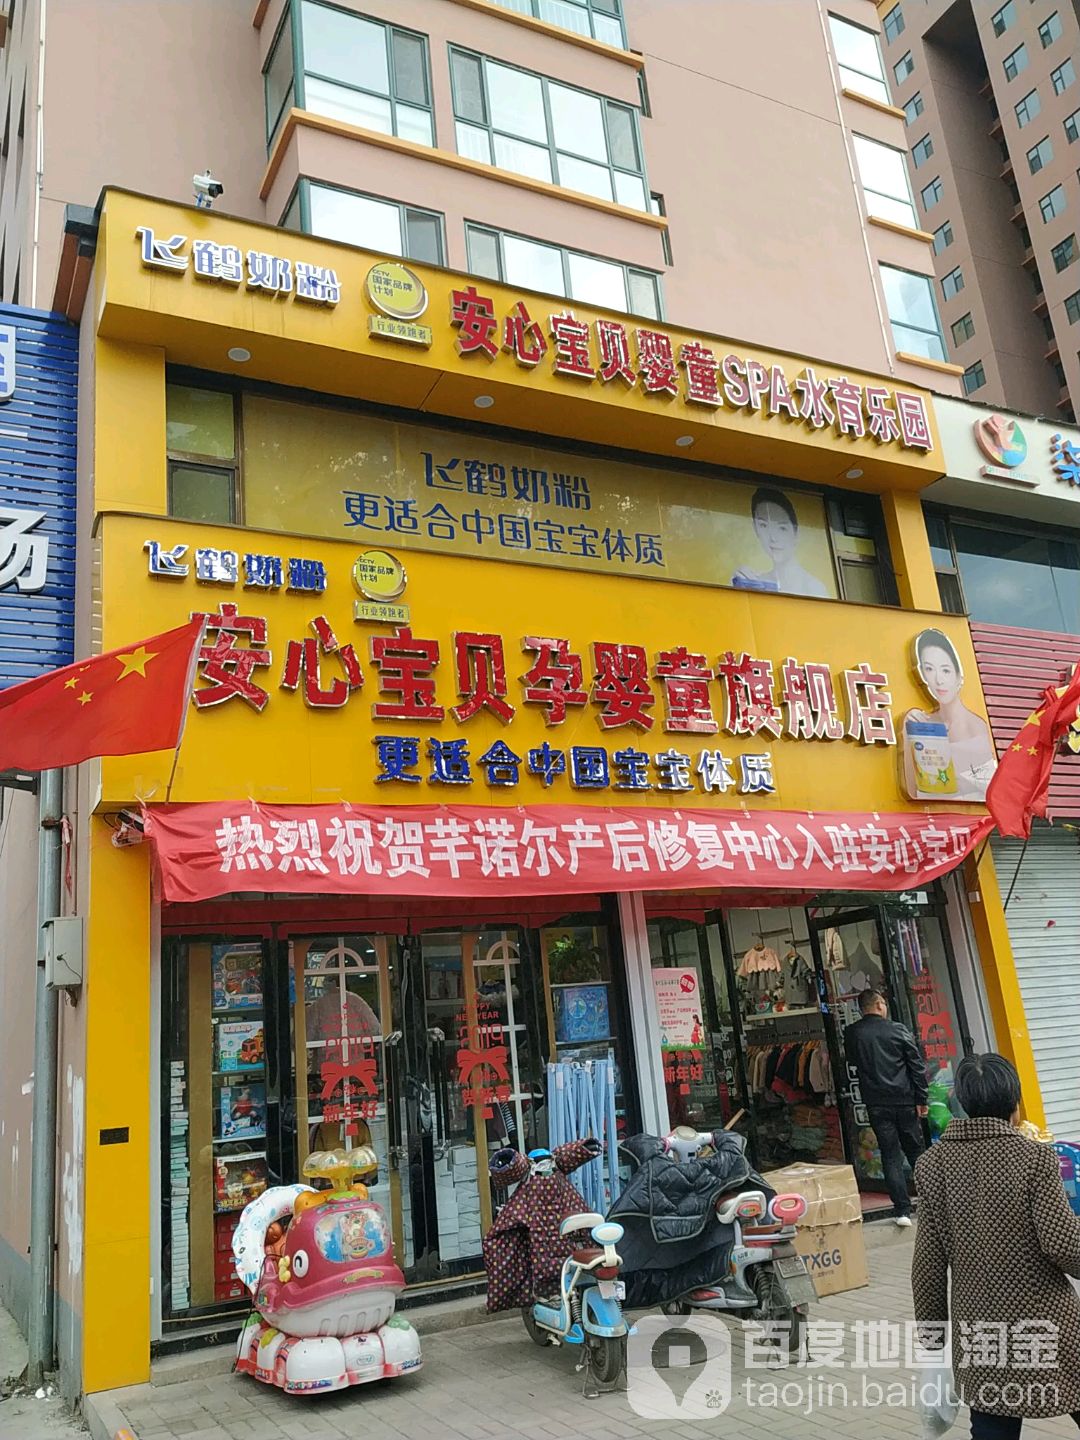 飞鹤奶粉
CCTV
国家品牌
计划
行业领跑者
安心宝贝婴童SPA水育乐园
飞鹤奶粉
更适合中国宝宝体质
飞鹤奶粉
CCTV
国家品牌
计划
行业领跑者
安心宝贝孕婴童旗舰店
更适合中国宝宝体质
场
柒
热烈祝贺芊诺尔产后修复中心入驻安心宝贝
HAPPY
NEW YEAR
新年好
新年好
TXGG
百度地图淘金
taojin.baidu.com